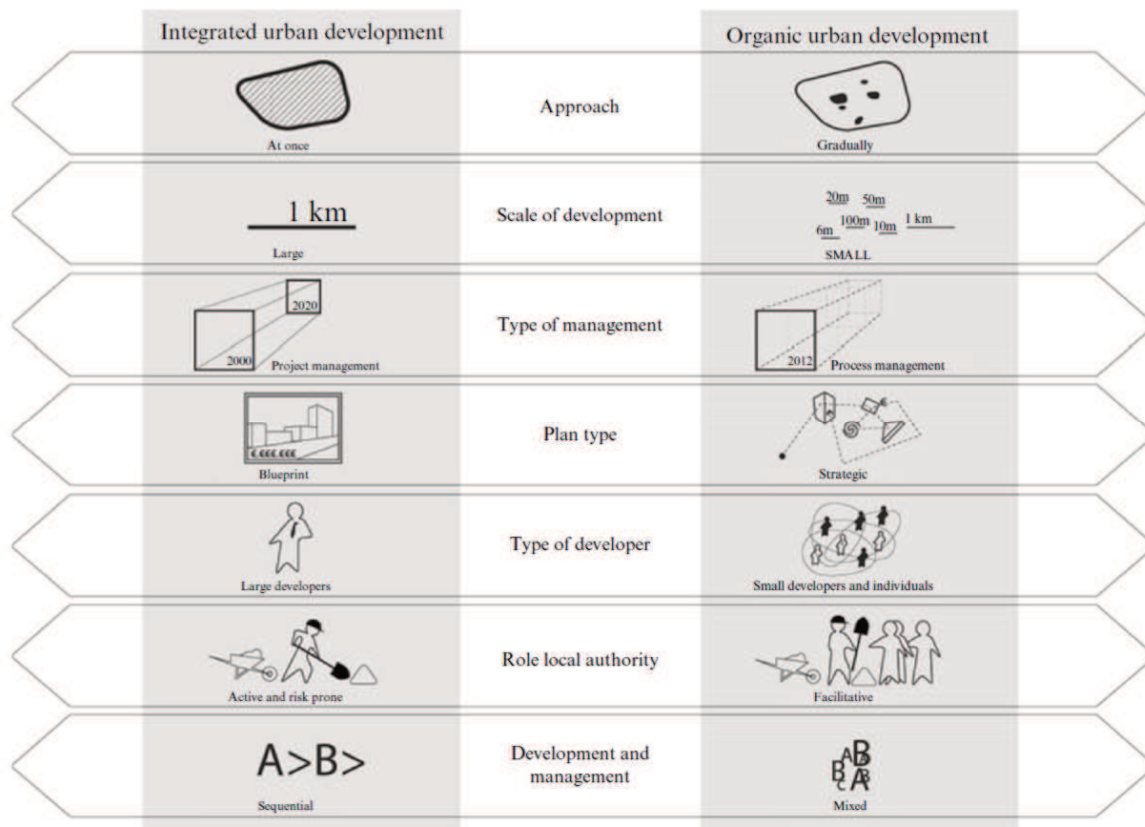 Integrated urban development
Organic urban development
At once
Approach
Gradually
1 km
Large
Scale of development
20m 50m
6m 100m 10m 1 km
SMALL
2020
2000
Project management
Type of management
2012
Process management
€.€€€.€€€
Blueprint
Plan type
€
Strategic
Large developers
Type of developer
Small developers and individuals
Active and risk prone
Role local authority
Facilitative
A>B>
Sequential
Development and
management
A B
B A B
C A
Mixed